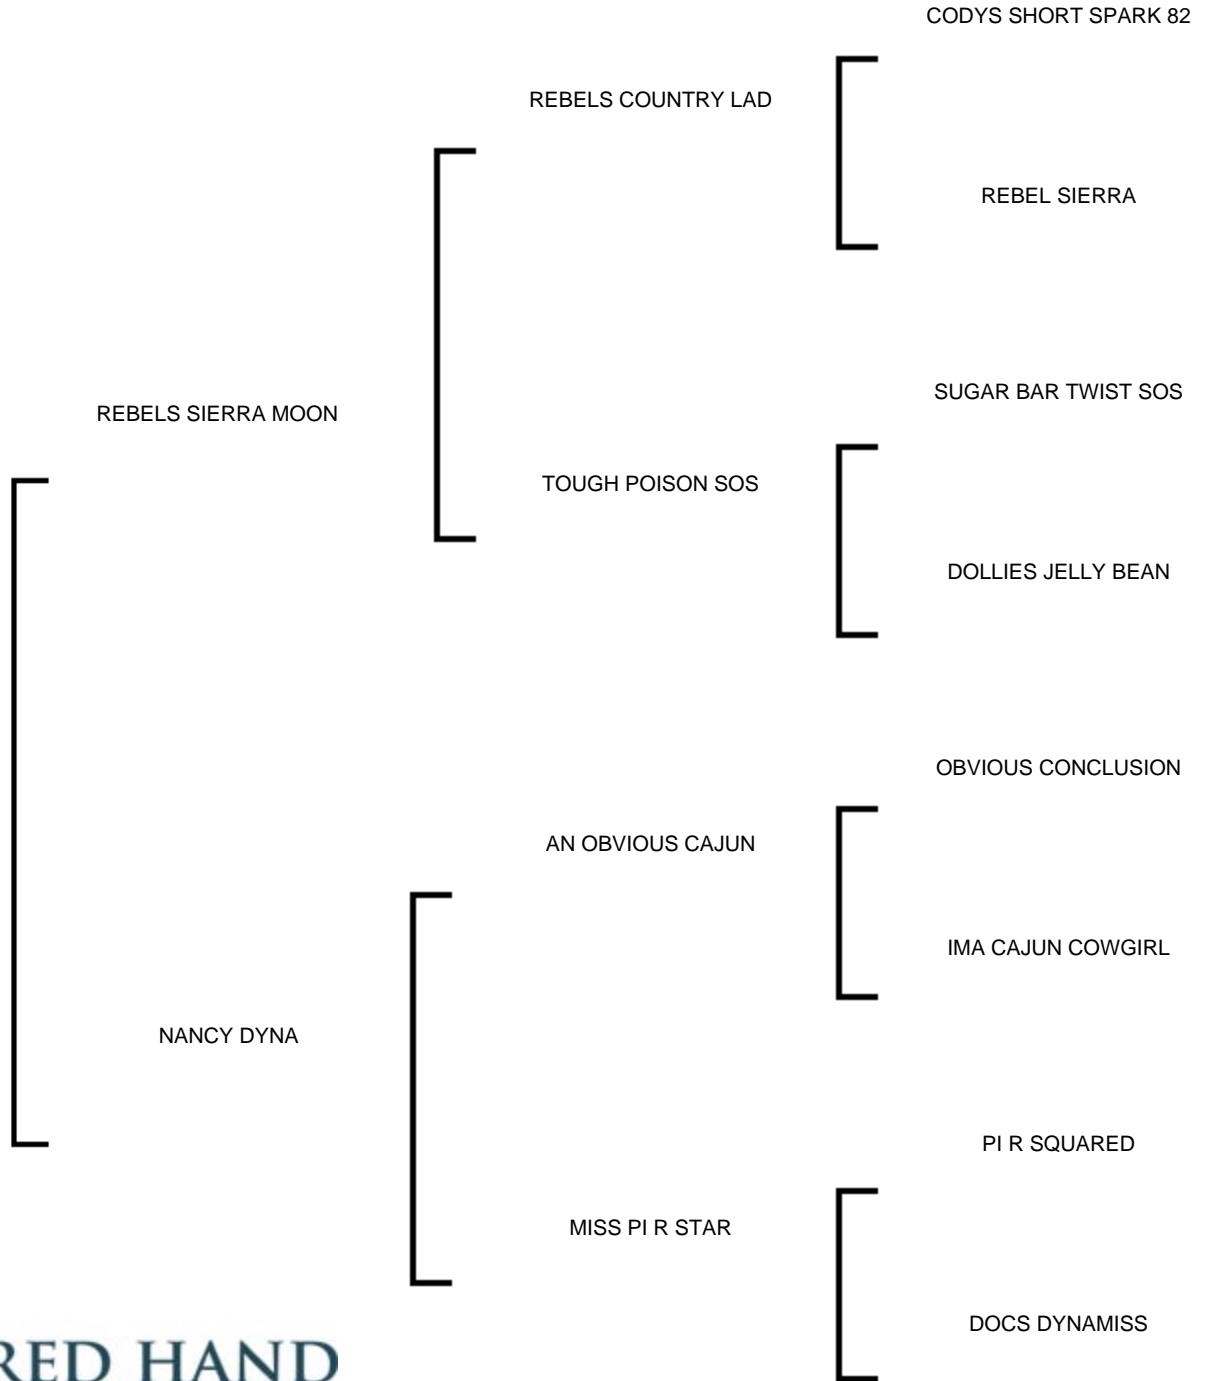 CODYS SHORT SPARK 82
REBELS COUNTRY LAD
REBEL SIERRA
SUGAR BAR TWIST SOS
REBELS SIERRA MOON
TOUGH POISON SOS
DOLLIES JELLY BEAN
OBVIOUS CONCLUSION
AN OBVIOUS CAJUN
IMA CAJUN COWGIRL
NANCY DYNA
PI R SQUARED
MISS PI R STAR
DOCS DYNAMISS
RED HAND